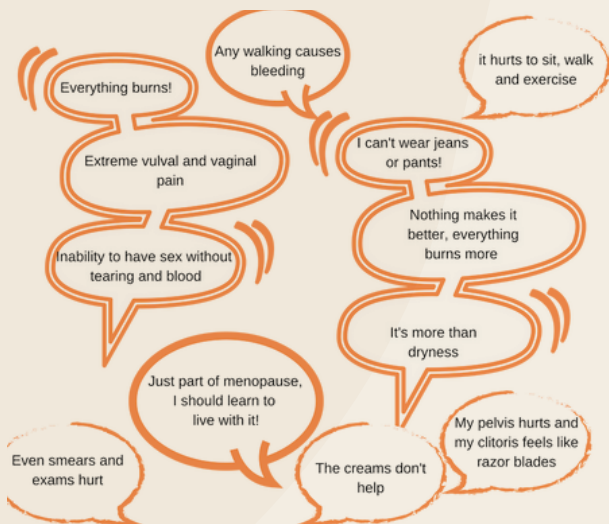 Any walking causes
bleeding
it hurts to sit, walk
and exercise
Everything burns!
Extreme vulval and vaginal
pain
Inability to have sex without
tearing and blood
I can't wear jeans
or pants!
Nothing makes it
better, everything
burns more
It's more than
dryness
Just part of menopause,
I should learn to
live with it!
Even smears and
exams hurt
The creams don't
help
My pelvis hurts and
my clitoris feels like
razor blades